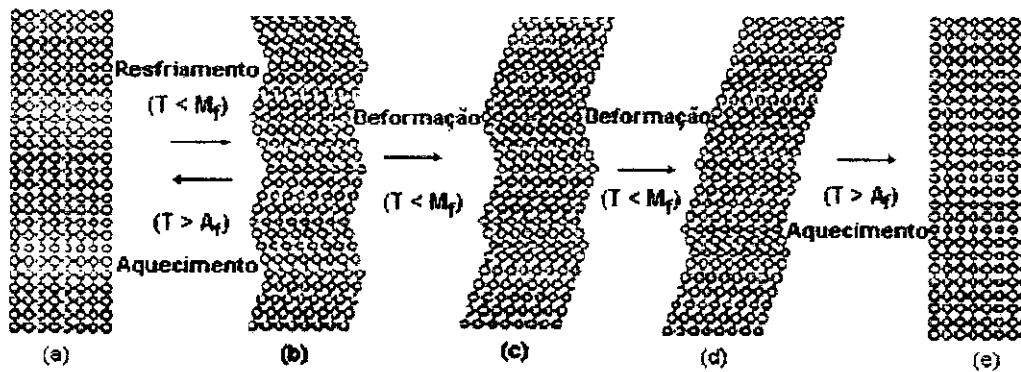 Resfriamento
(T < Mf)
(T > Af)
Aquecimento
Deformação
(T < Mf)
Deformação
(T < Mf)
(T > Af)
Aquecimento
(a)
(b)
(c)
(d)
(e)